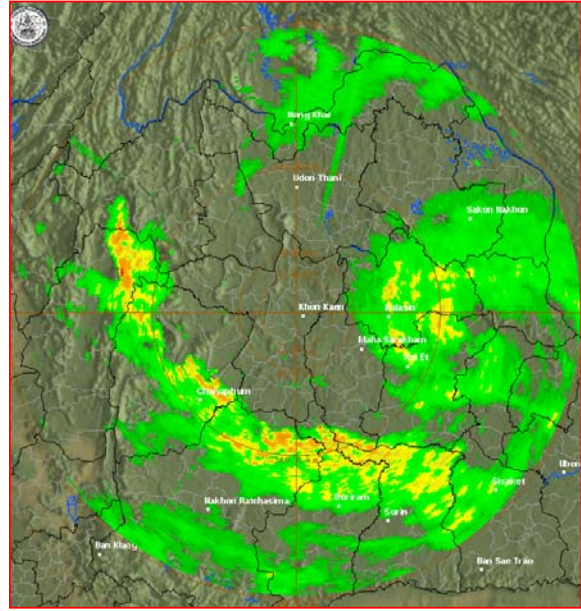 Nong Khai
Udon Thani
Sakon Nakhon
Khon Kaen
Kalasin
Maha Sarakham
Roi Et
Chaiyaphum
Sisaket
Ubon
Nakhon Ratchasima
Buriram
Surin
Ban Klang
Ban Sae Trao